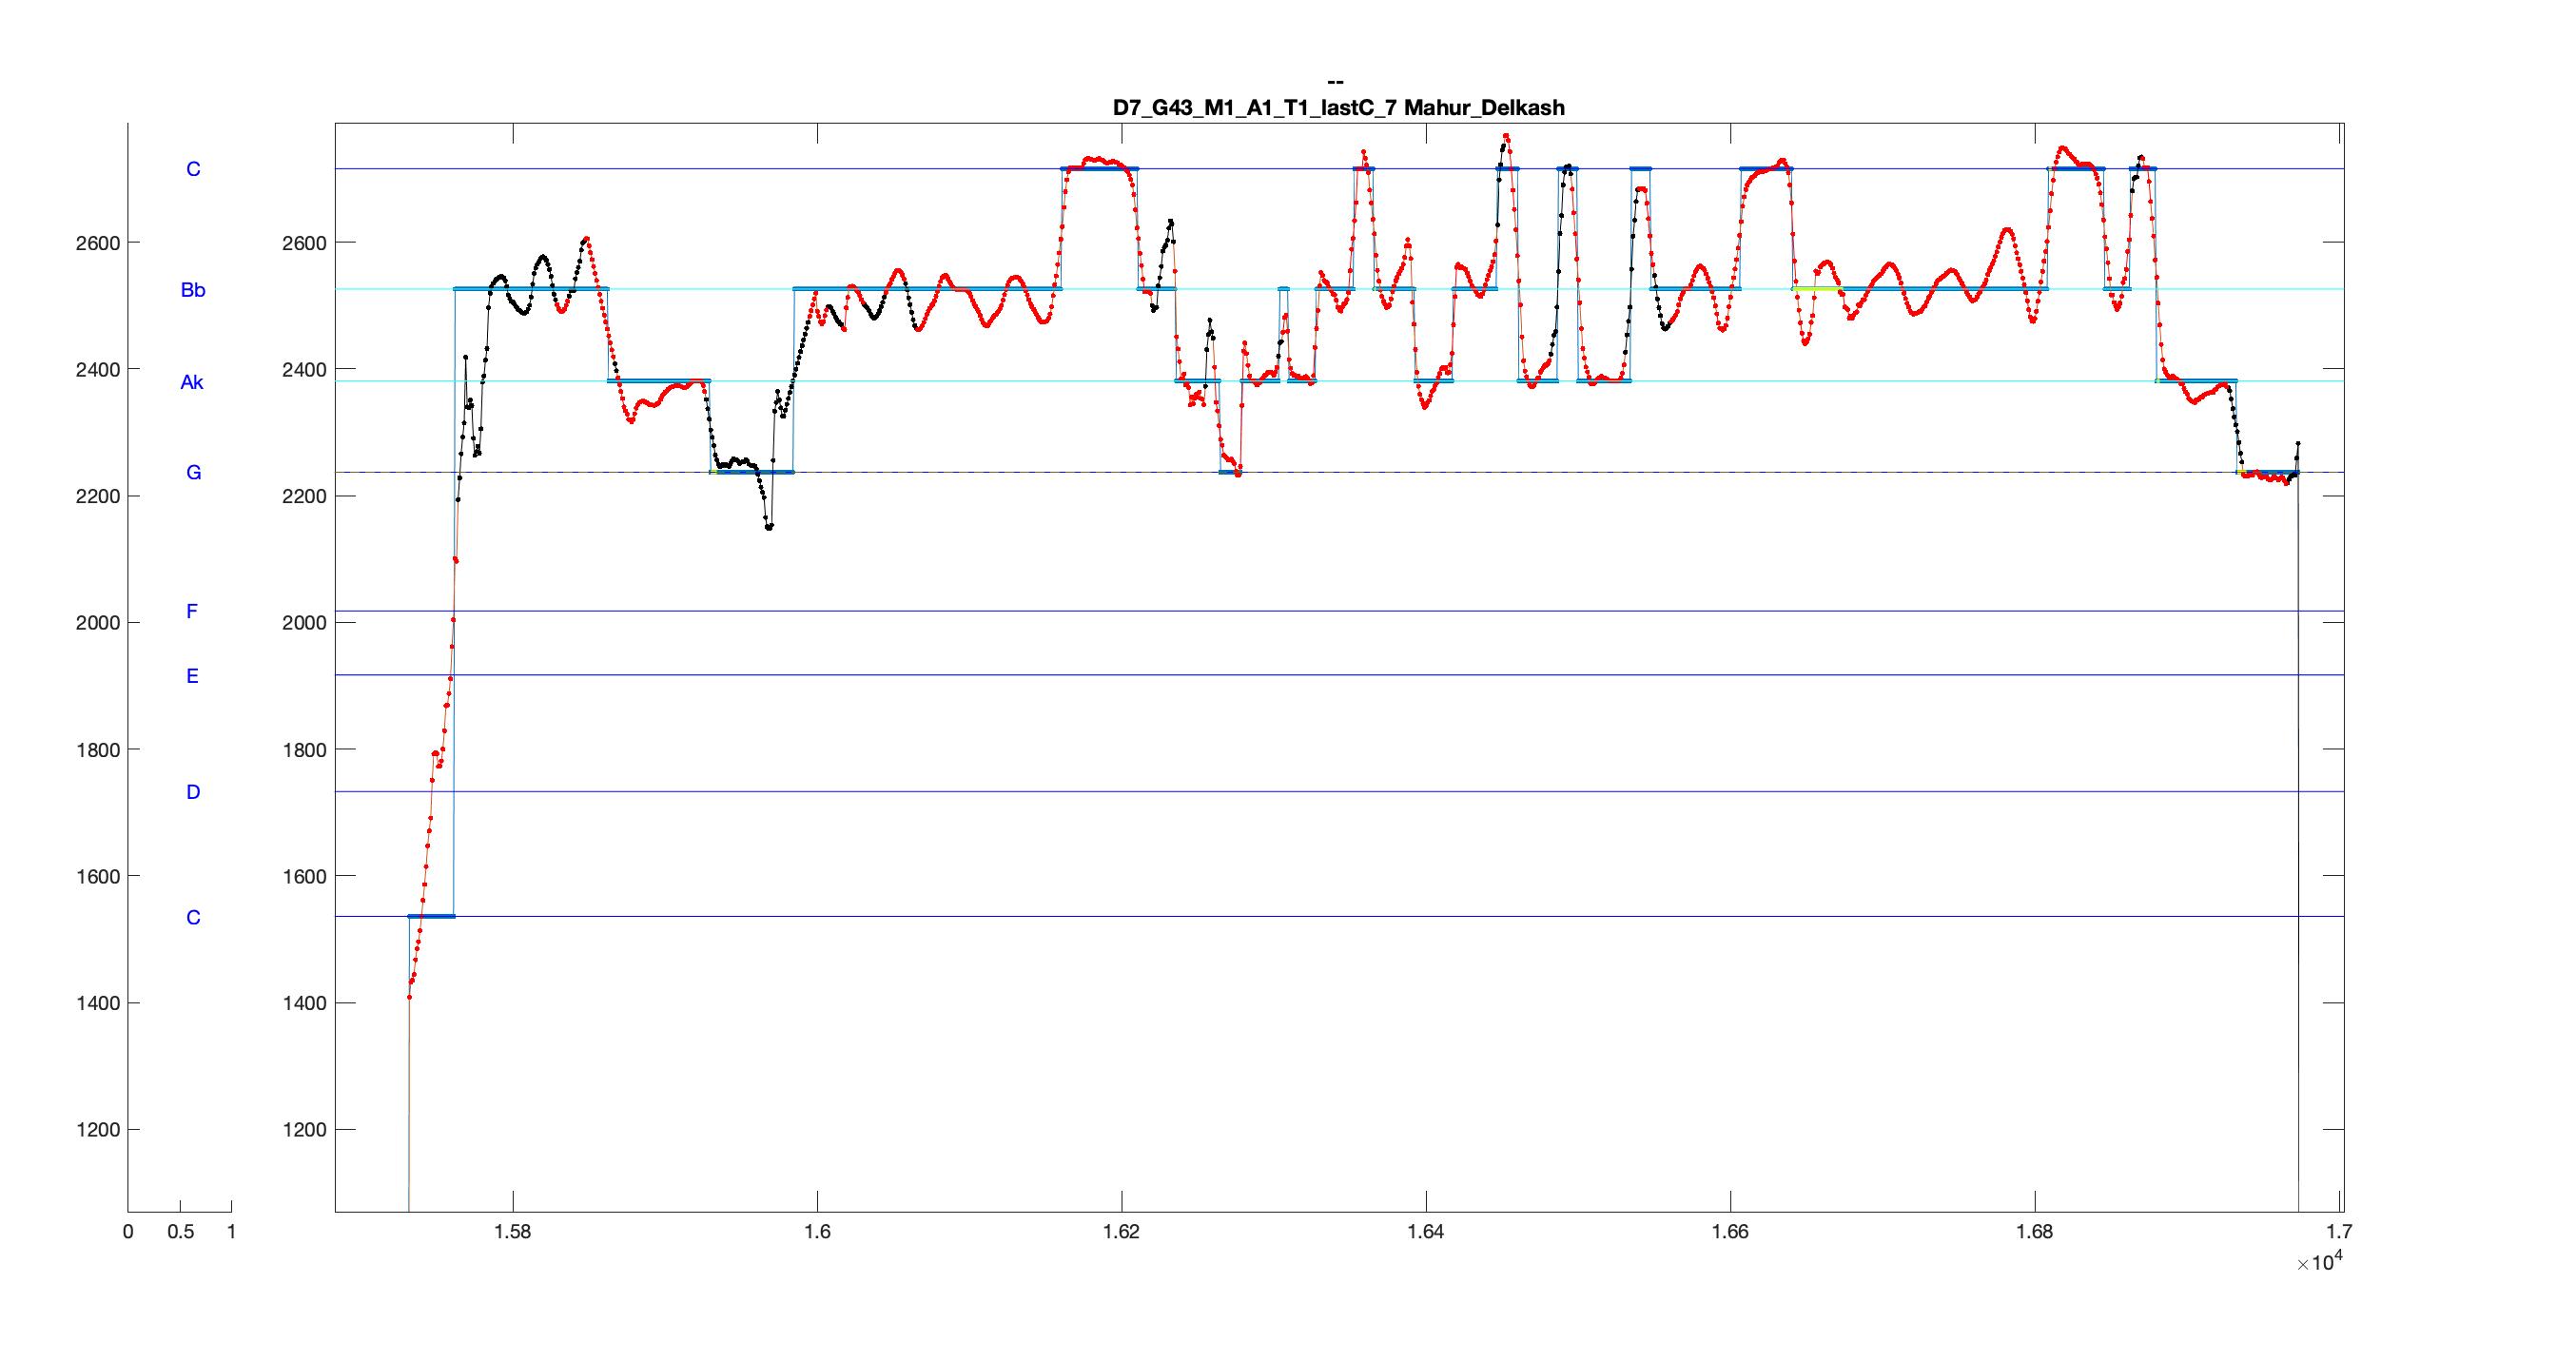 --
D7_G43_M1_A1_T1_lastC_7 Mahur_Delkash
C
2600 2600
Bb
2400 2400
Ak
G
2200 2200
F
2000 2000
E
1800 1800
D
1600 1600
C
1400 1400
1200 1200
0 0.5 1 1.58 1.6 1.62 1.64 1.66 1.68 1.7
×10^4